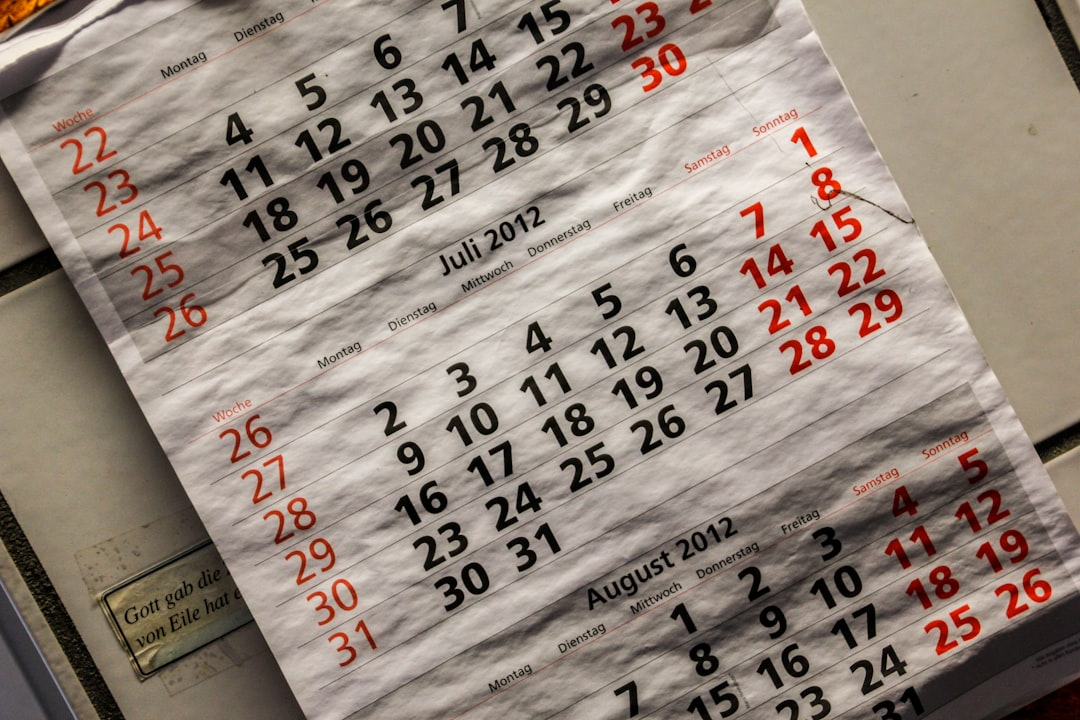 Woche Montag Dienstag
22
23 4 5 6 7
24 11 12 13 14 15
25 18 19 20 21 22 23
26 25 26 27 28 29 30
Juli 2012
Woche Montag Dienstag Mittwoch Donnerstag Freitag Samstag Sonntag
26 1
27 2 3 4 5 6 7 8
28 9 10 11 12 13 14 15
29 16 17 18 19 20 21 22
30 23 24 25 26 27 28 29
31 30 31
August 2012
Montag Dienstag Mittwoch Donnerstag Freitag Samstag Sonntag
1 2 3 4 5
7 8 9 10 11 12
15 16 17 18 19
23 24 25 26
31
Gott gab die
von Eile hat